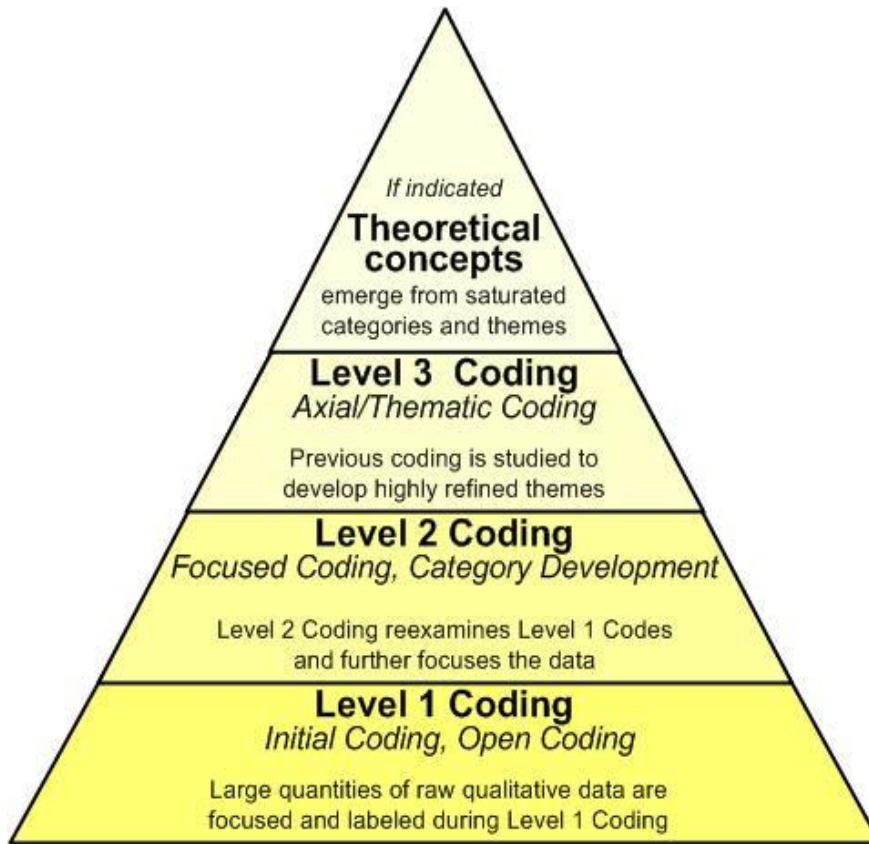 If indicated
Theoretical
concepts
emerge from saturated
categories and themes
Level 3 Coding
Axial/Thematic Coding
Previous coding is studied to
develop highly refined themes
Level 2 Coding
Focused Coding, Category Development
Level 2 Coding reexamines Level 1 Codes
and further focuses the data
Level 1 Coding
Initial Coding, Open Coding
Large quantities of raw qualitative data are
focused and labeled during Level 1 Coding